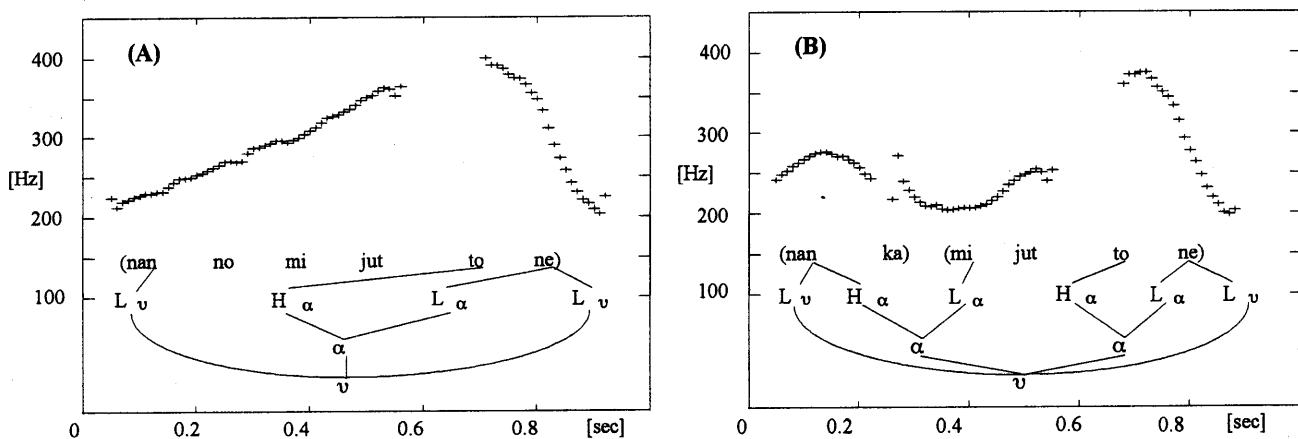 (A)
400
300
[Hz]
200
(nan no mi jut to ne)
100
L υ H α L α L υ
α
υ
0 0.2 0.4 0.6 0.8 [sec]
(B)
400
300
[Hz]
200
(nan ka) (mi jut to ne)
100
L υ H α L α H α L α L υ
α α
υ
0 0.2 0.4 0.6 0.8 [sec]